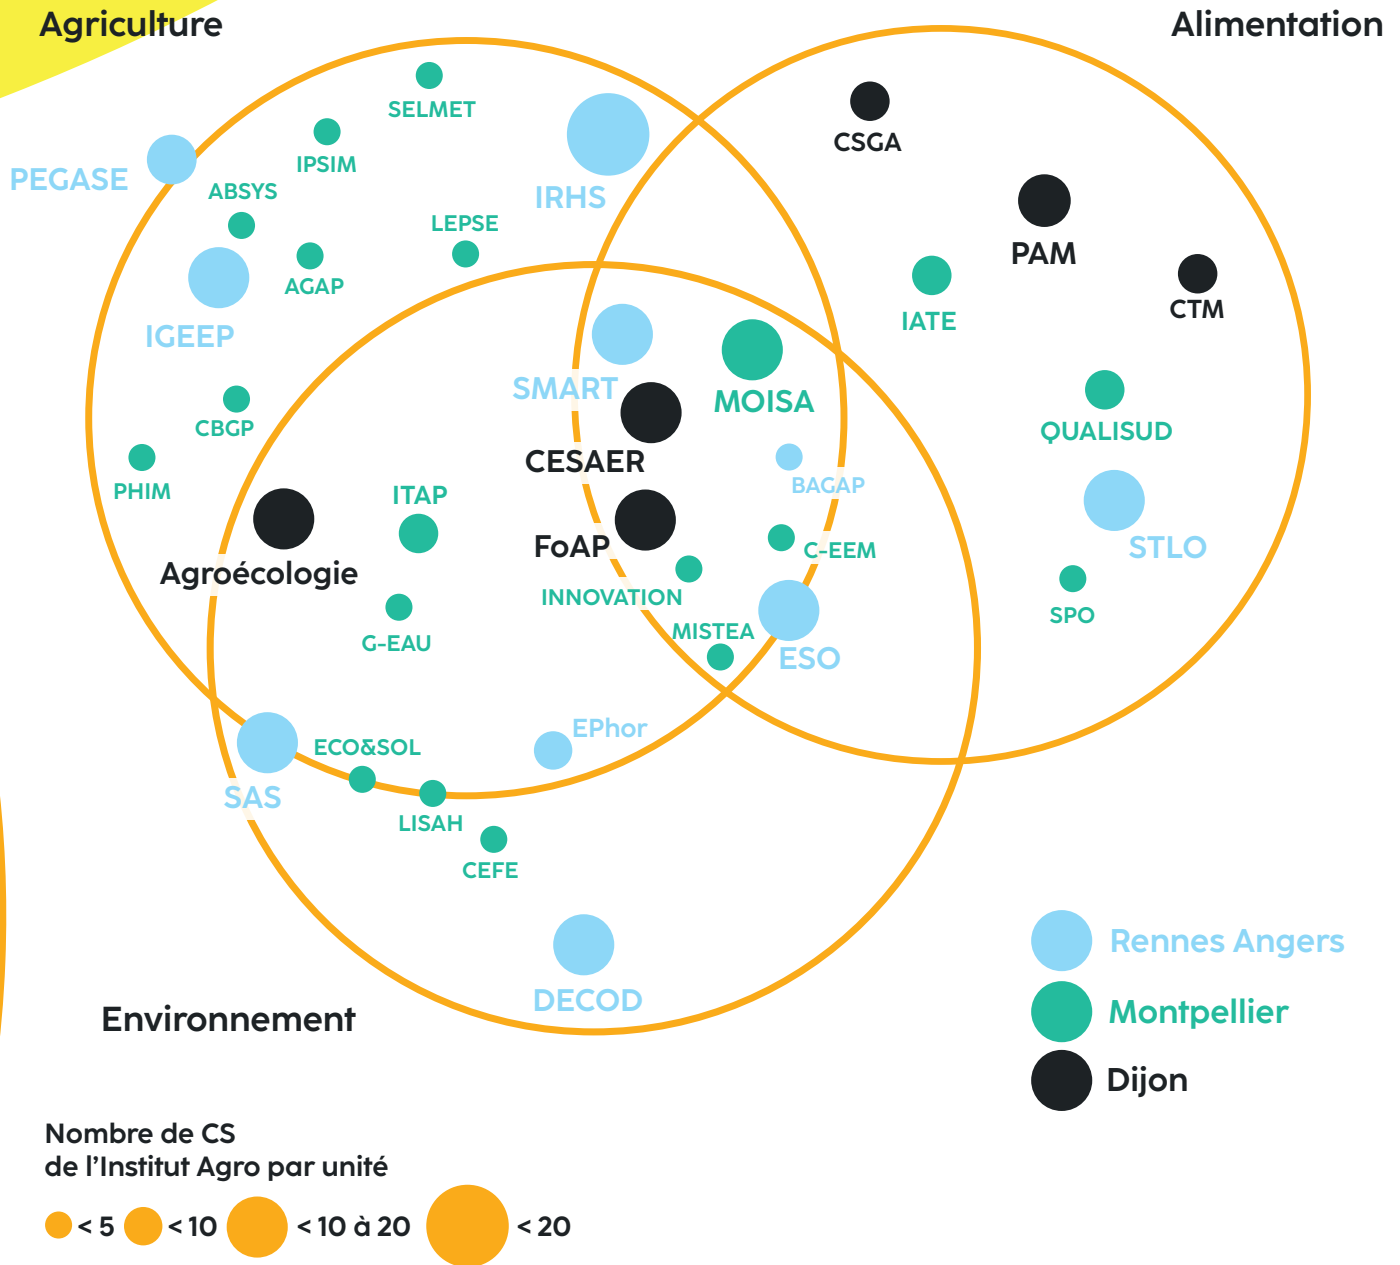 Agriculture
Alimentation
SELMET
CSGA
IPSIM
PEGASE
ABSYS
IRHS
LEPSE
PAM
AGAP
CTM
IATE
IGEEP
SMART
MOISA
CBGP
QUALISUD
CESAER
PHIM
BAGAP
ITAP
FoAP
C-EEM
STLO
Agroécologie
INNOVATION
SPO
MISTEA
G-EAU
ESO
EPhor
ECO&SOL
SAS
LISAH
CEFE
DECOD
Environnement
Rennes Angers
Montpellier
Dijon
Nombre de CS
de l’Institut Agro par unité
< 5 < 10 < 10 à 20 < 20